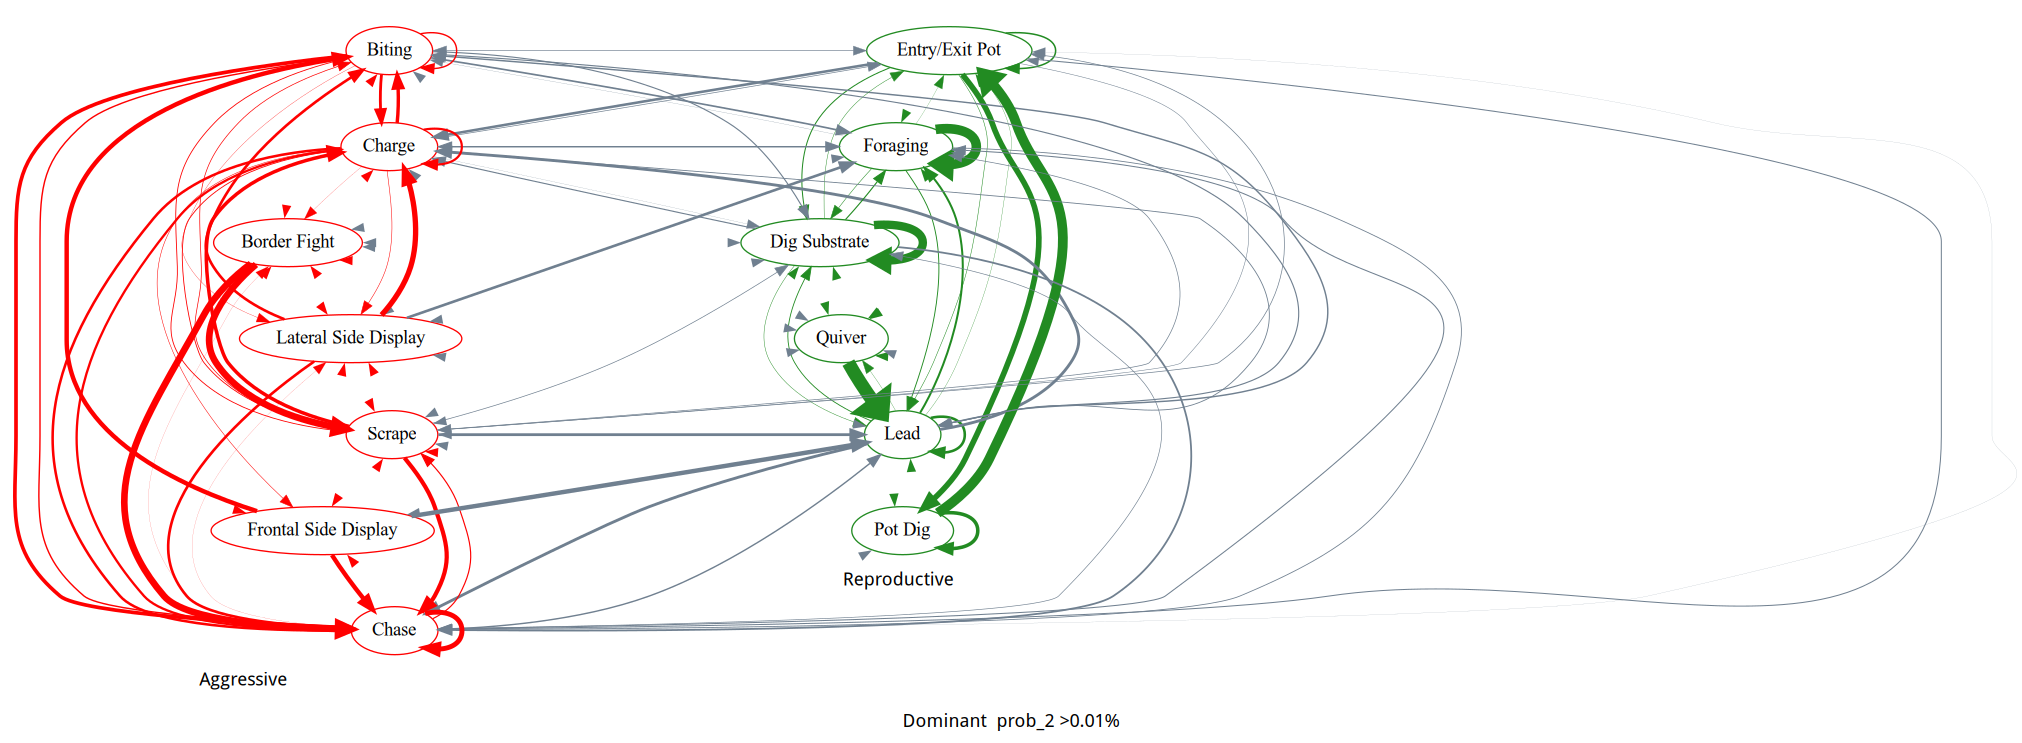 Biting
Entry/Exit Pot
Charge
Foraging
Border Fight
Dig Substrate
Lateral Side Display
Quiver
Scrape
Lead
Frontal Side Display
Pot Dig
Reproductive
Chase
Aggressive
Dominant  prob_2 >0.01%